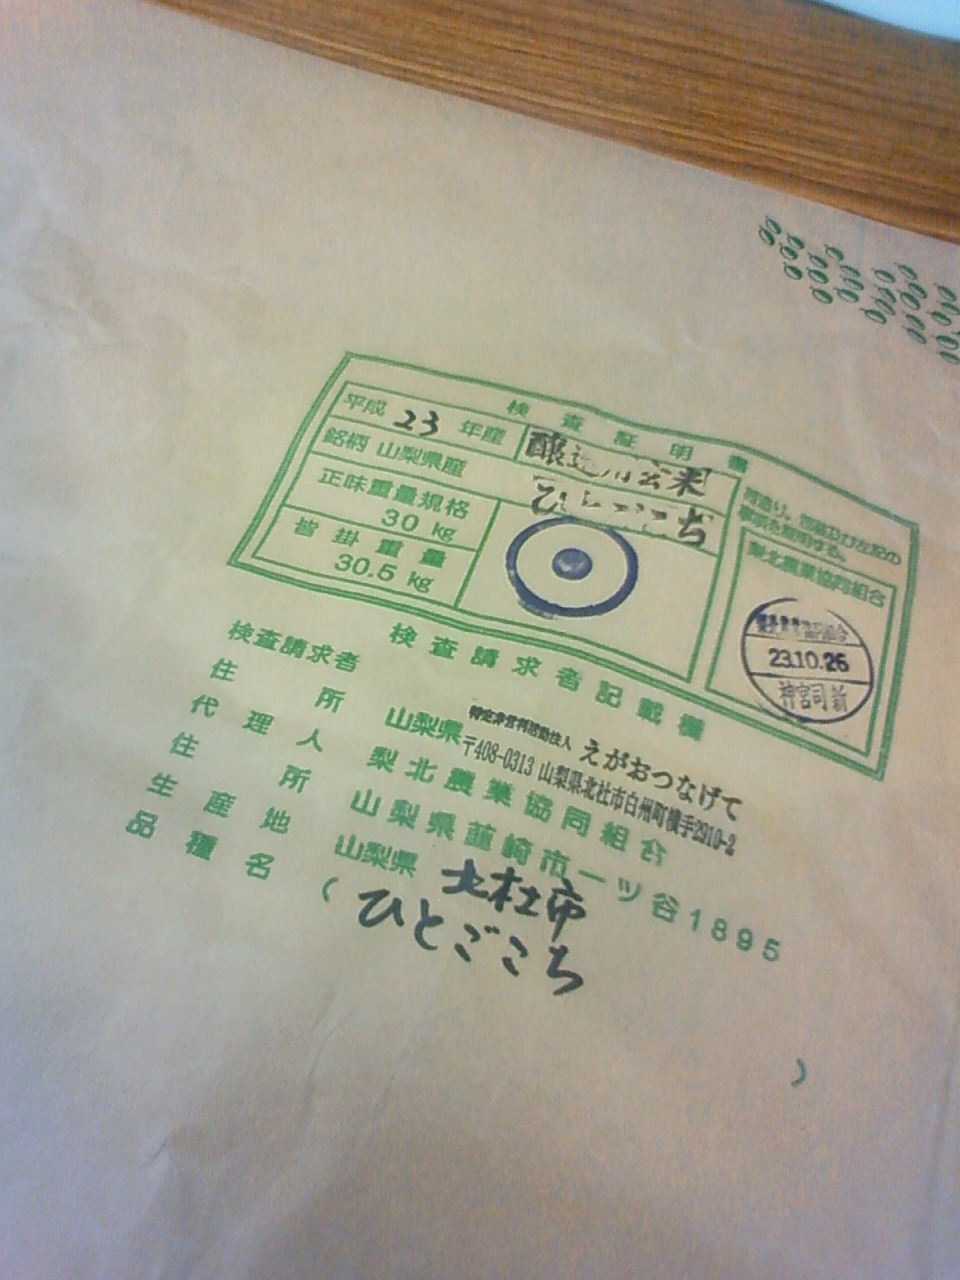 検査証明書
平成 23 年産 醸造用玄米
銘柄 山梨県産 ひとごこち
正味重量規格
30 kg
皆掛重量
30.5 kg
梨北農業協同組合
23.10.26
検査請求者記載欄
検査請求者 特定非営利活動法人 えがおつなげて
住所 山梨県 〒408-0313 山梨県北杜市白州町横手2910-2
代理人 梨北農業協同組合
住所 山梨県韮崎市一ツ谷1895
生産地 山梨県 北杜市
品種名 ( ひとごこち )